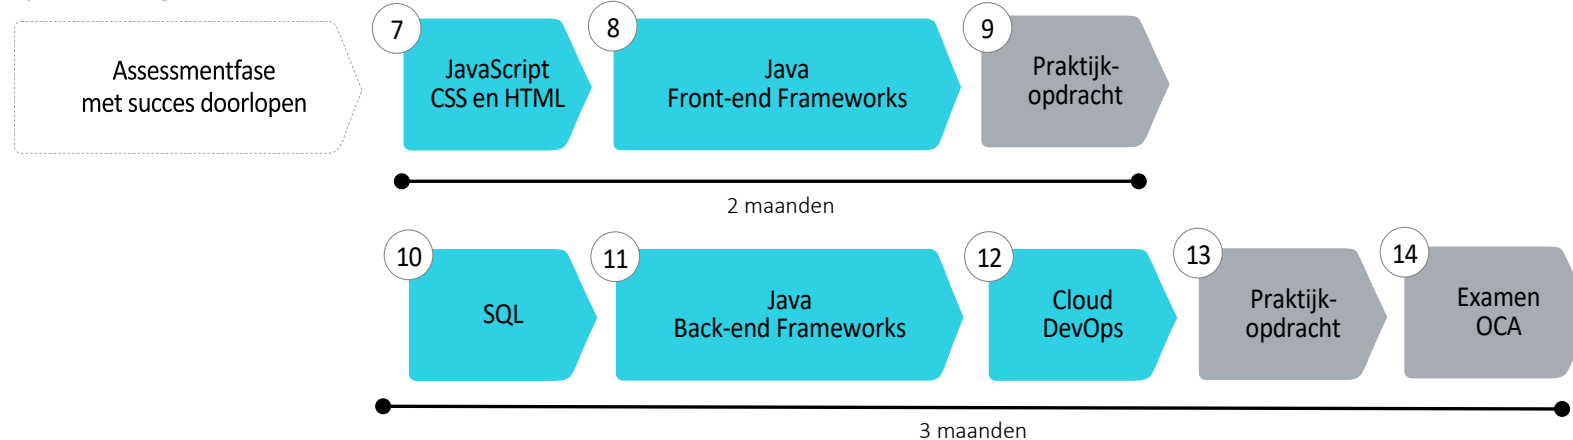 Assessmentfase
met succes doorlopen
7
JavaScript
CSS en HTML
8
Java
Front-end Frameworks
9
Praktijk-
opdracht
2 maanden
10
SQL
11
Java
Back-end Frameworks
12
Cloud
DevOps
13
Praktijk-
opdracht
14
Examen
OCA
3 maanden